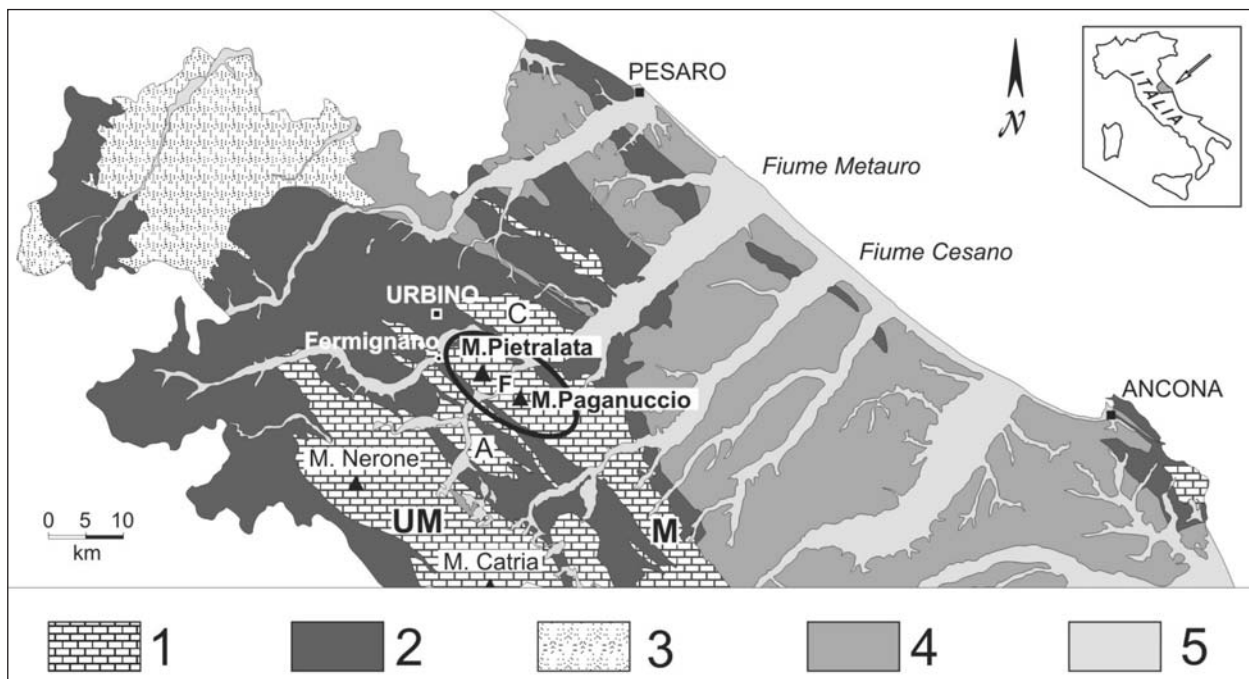 PESARO
N
ITALIA
Fiume Metauro
Fiume Cesano
URBINO
C
Fermignano
M.Pietralata
F
M.Paganuccio
ANCONA
A
M. Nerone
0 5 10
km
UM
M
M. Catria
1
2
3
4
5